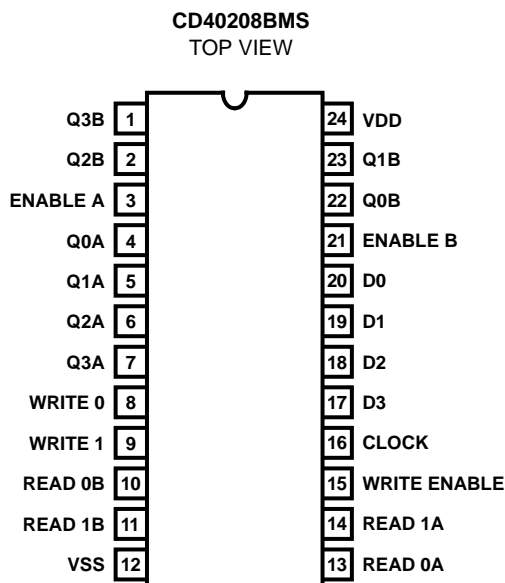 CD40208BMS
TOP VIEW
Q3B 1 24 VDD
Q2B 2 23 Q1B
ENABLE A 3 22 Q0B
Q0A 4 21 ENABLE B
Q1A 5 20 D0
Q2A 6 19 D1
Q3A 7 18 D2
WRITE 0 8 17 D3
WRITE 1 9 16 CLOCK
READ 0B 10 15 WRITE ENABLE
READ 1B 11 14 READ 1A
VSS 12 13 READ 0A